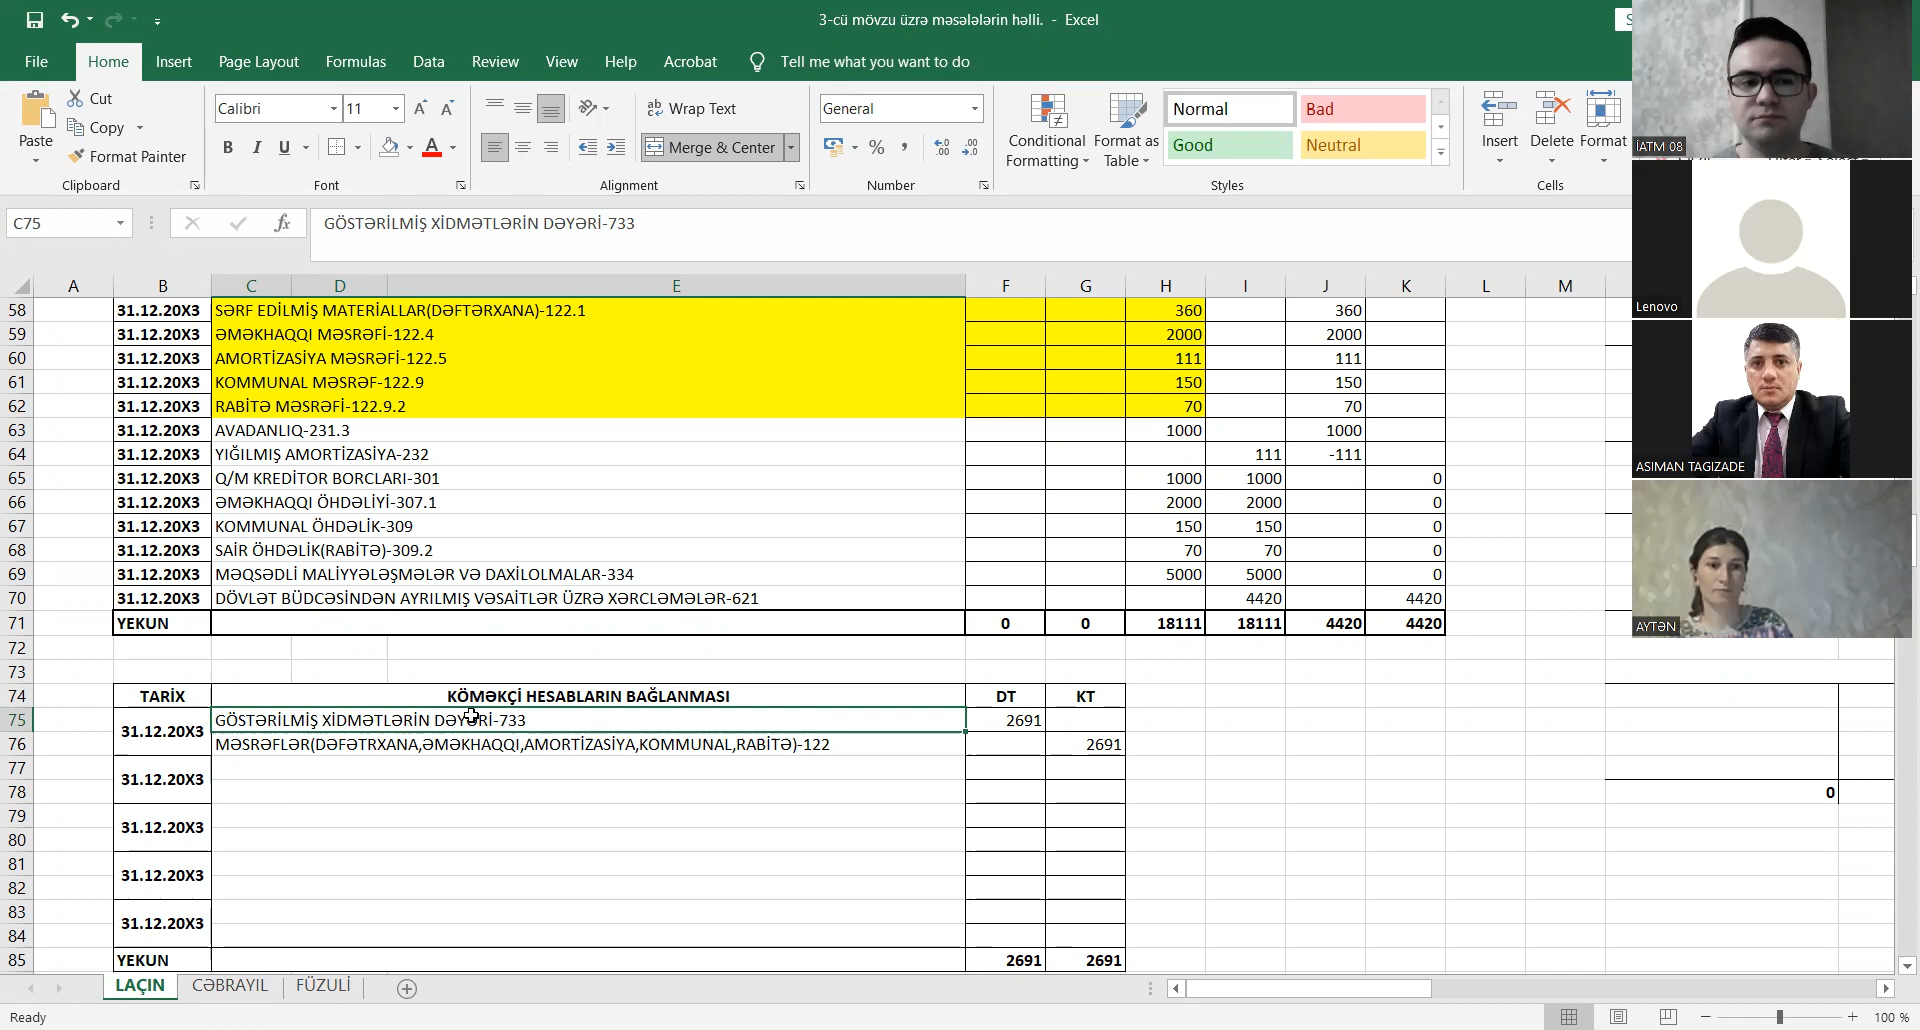 3-cü mövzu üzrə məsələlərin həlli. - Excel
File Home Insert Page Layout Formulas Data Review View Help Acrobat Tell me what you want to do
Paste
Cut
Copy
Format Painter
Clipboard
Calibri 11
B I U
Font
Wrap Text
Merge & Center
Alignment
General
Number
Conditional Formatting
Format as Table
Normal Bad
Good Neutral
Styles
Insert Delete Format
Cells
C75 fx GÖSTƏRİLMİŞ XİDMƏTLƏRİN DƏYƏRİ-733
A B C D E F G H I J K L M
58 31.12.20X3 SƏRF EDİLMİŞ MATERİALLAR(DƏFTƏRXANA)-122.1 360 360
59 31.12.20X3 ƏMƏKHAQQI MƏSRƏFİ-122.4 2000 2000
60 31.12.20X3 AMORTİZASİYA MƏSRƏFİ-122.5 111 111
61 31.12.20X3 KOMMUNAL MƏSRƏF-122.9 150 150
62 31.12.20X3 RABİTƏ MƏSRƏFİ-122.9.2 70 70
63 31.12.20X3 AVADANLIQ-231.3 1000 1000
64 31.12.20X3 YIĞILMIŞ AMORTİZASİYA-232 111 -111
65 31.12.20X3 Q/M KREDİTOR BORCLARI-301 1000 1000 0
66 31.12.20X3 ƏMƏKHAQQI ÖHDƏLİYİ-307.1 2000 2000 0
67 31.12.20X3 KOMMUNAL ÖHDƏLİK-309 150 150 0
68 31.12.20X3 SAİR ÖHDƏLİK(RABİTƏ)-309.2 70 70 0
69 31.12.20X3 MƏQSƏDLİ MALİYYƏLƏŞMƏLƏR VƏ DAXİLOLMALAR-334 5000 5000 0
70 31.12.20X3 DÖVLƏT BÜDCƏSİNDƏN AYRILMIŞ VƏSAİTLƏR ÜZRƏ XƏRCLƏMƏLƏR-621 4420 4420
71 YEKUN 0 0 18111 18111 4420 4420
72
73
74 TARİX KÖMƏKÇİ HESABLARIN BAĞLANMASI DT KT
75 31.12.20X3 GÖSTƏRİLMİŞ XİDMƏTLƏRİN DƏYƏRİ-733 2691
76 MƏSRƏFLƏR(DƏFƏTRXANA,ƏMƏKHAQQI,AMORTİZASİYA,KOMMUNAL,RABİTƏ)-122 2691
77 31.12.20X3
78 0
79 31.12.20X3
80
81 31.12.20X3
82
83 31.12.20X3
84
85 YEKUN 2691 2691
LAÇIN CƏBRAYIL FÜZULİ
Ready 100 %
İATM 08
Lenovo
ASIMAN TAGIZADE
AYTƏN